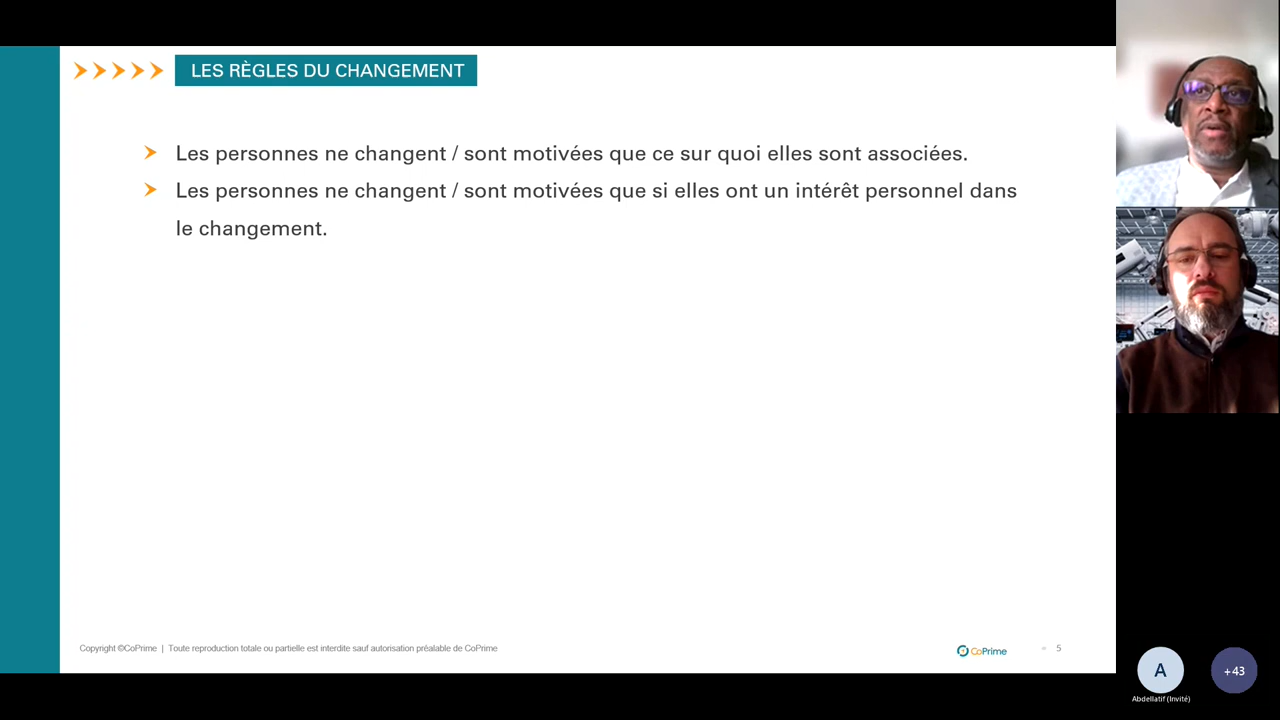 LES RÈGLES DU CHANGEMENT
Les personnes ne changent / sont motivées que ce sur quoi elles sont associées.
Les personnes ne changent / sont motivées que si elles ont un intérêt personnel dans
le changement.
Copyright ©CoPrime | Toute reproduction totale ou partielle est interdite sauf autorisation préalable de CoPrime
CoPrime
5
A
Abdellatif (Invité)
+43